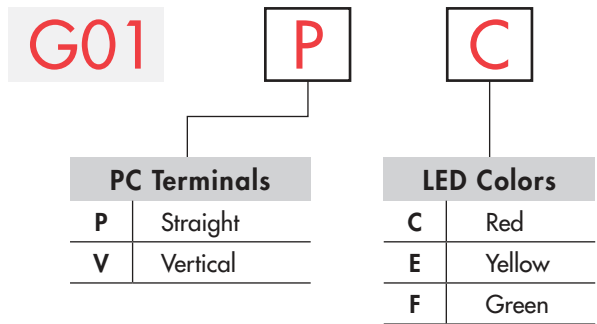 G01 P C
PC Terminals
P Straight
V Vertical
LED Colors
C Red
E Yellow
F Green